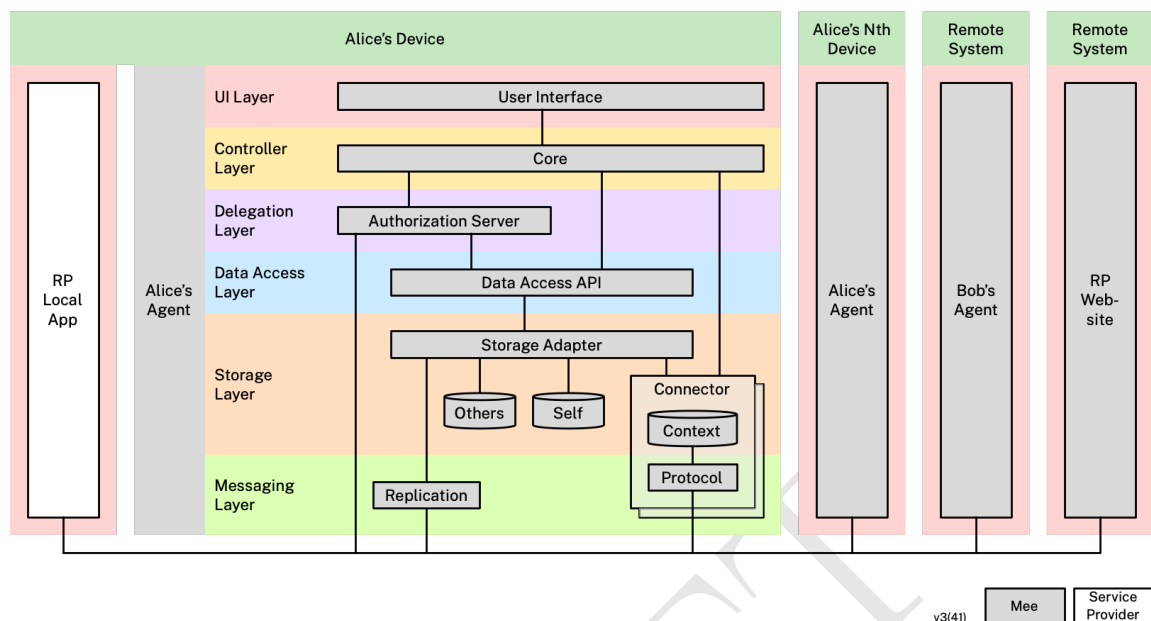 Alice's Device
Alice's Nth
Device
Remote
System
Remote
System
UI Layer
User Interface
Controller
Layer
Core
Delegation
Layer
Authorization Server
Data Access
Layer
Data Access API
RP
Local
App
Alice's
Agent
Storage Adapter
Storage
Layer
Connector
Others
Self
Context
Messaging
Layer
Replication
Protocol
Alice's
Agent
Bob's
Agent
RP
Web-
site
v3(41)
Mee
Service
Provider